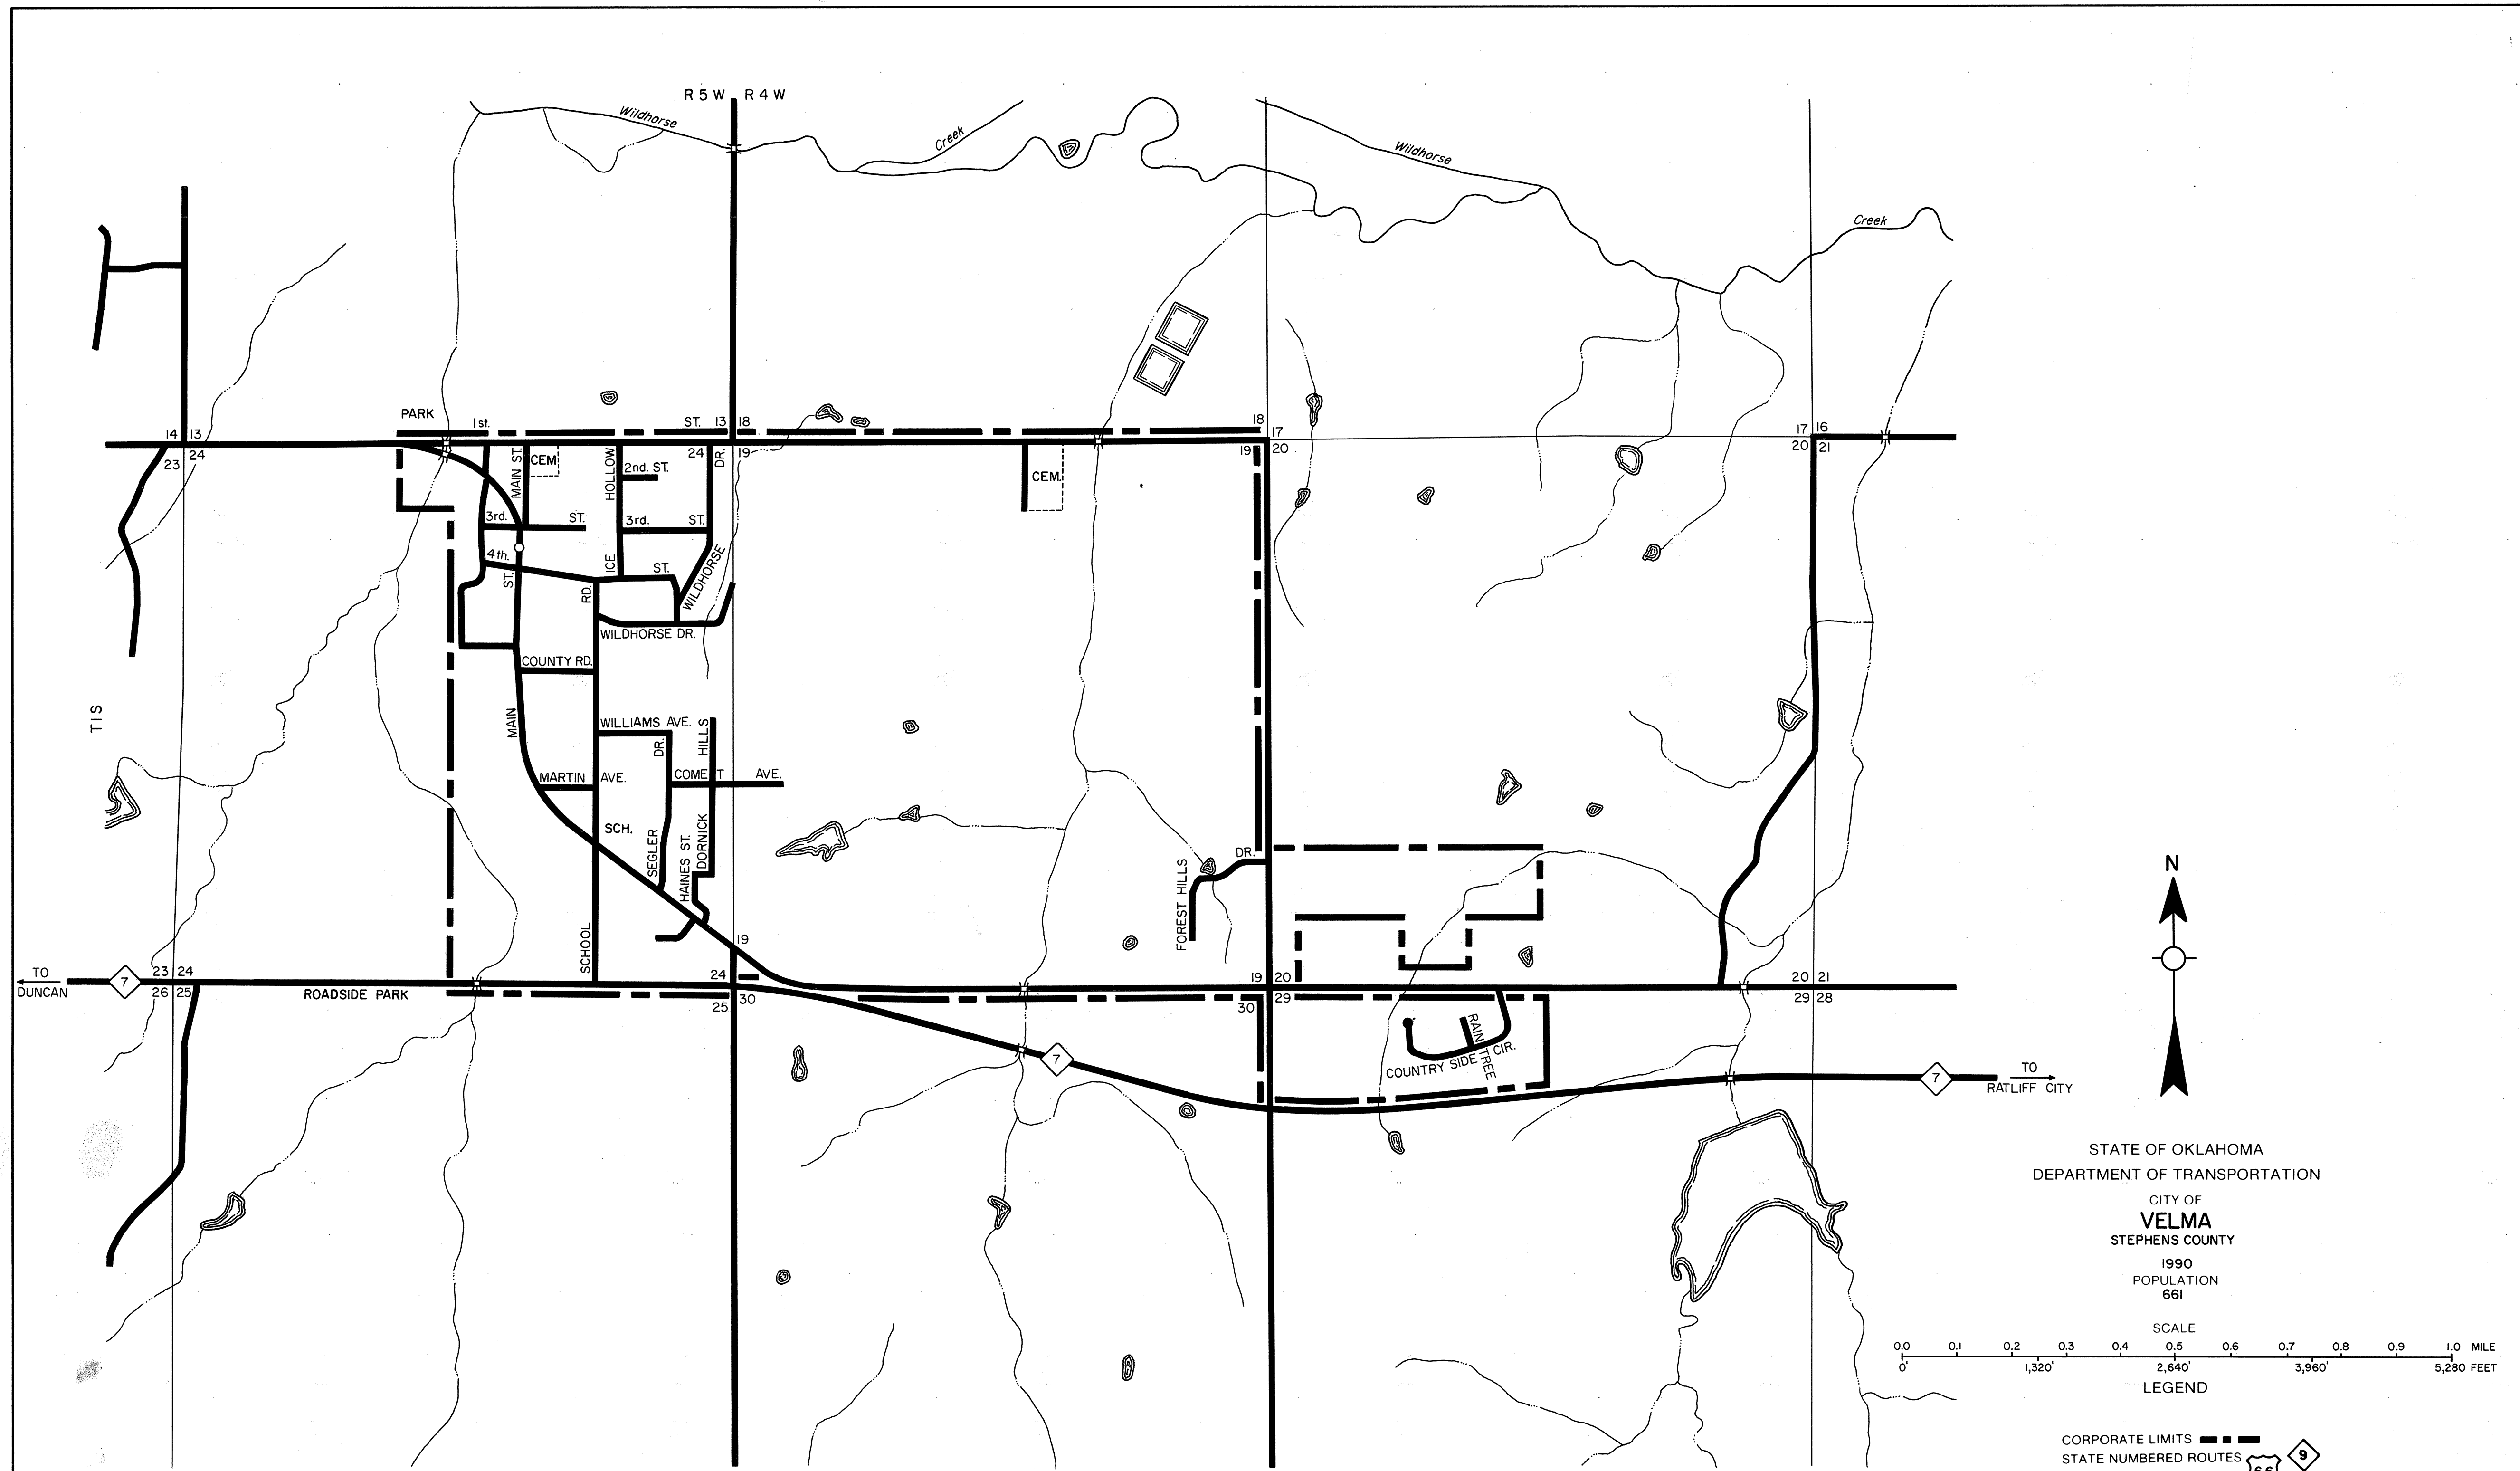 R 5 W R 4 W
Wildhorse
Creek
Wildhorse
Creek
PARK
1st.
ST.
13 18
18
17
17 16
14 13
23 24
24
19
19
20
20 21
MAIN ST.
CEM.
HOLLOW
2nd. ST.
DR.
CEM.
3rd.
ST.
3rd.
ST.
4th.
ST.
ICE
ST.
WILDHORSE
RD.
WILDHORSE DR.
COUNTY RD.
T1S
MAIN
WILLIAMS AVE.
DR.
HILLS
MARTIN AVE.
COMET AVE.
SCH.
SEGLER
HAINES ST.
DORNICK
FOREST HILLS
DR.
SCHOOL
19
24
30
25
TO
DUNCAN
7
23 24
26 25
ROADSIDE PARK
19 20
30 29
20 21
29 28
RAIN TREE
COUNTRY SIDE CIR.
7
7
TO
RATLIFF CITY
N
STATE OF OKLAHOMA
DEPARTMENT OF TRANSPORTATION
CITY OF
VELMA
STEPHENS COUNTY
1990
POPULATION
661
SCALE
0.0 0.1 0.2 0.3 0.4 0.5 0.6 0.7 0.8 0.9 1.0 MILE
0' 1,320' 2,640' 3,960' 5,280 FEET
LEGEND
CORPORATE LIMITS
STATE NUMBERED ROUTES 9
66